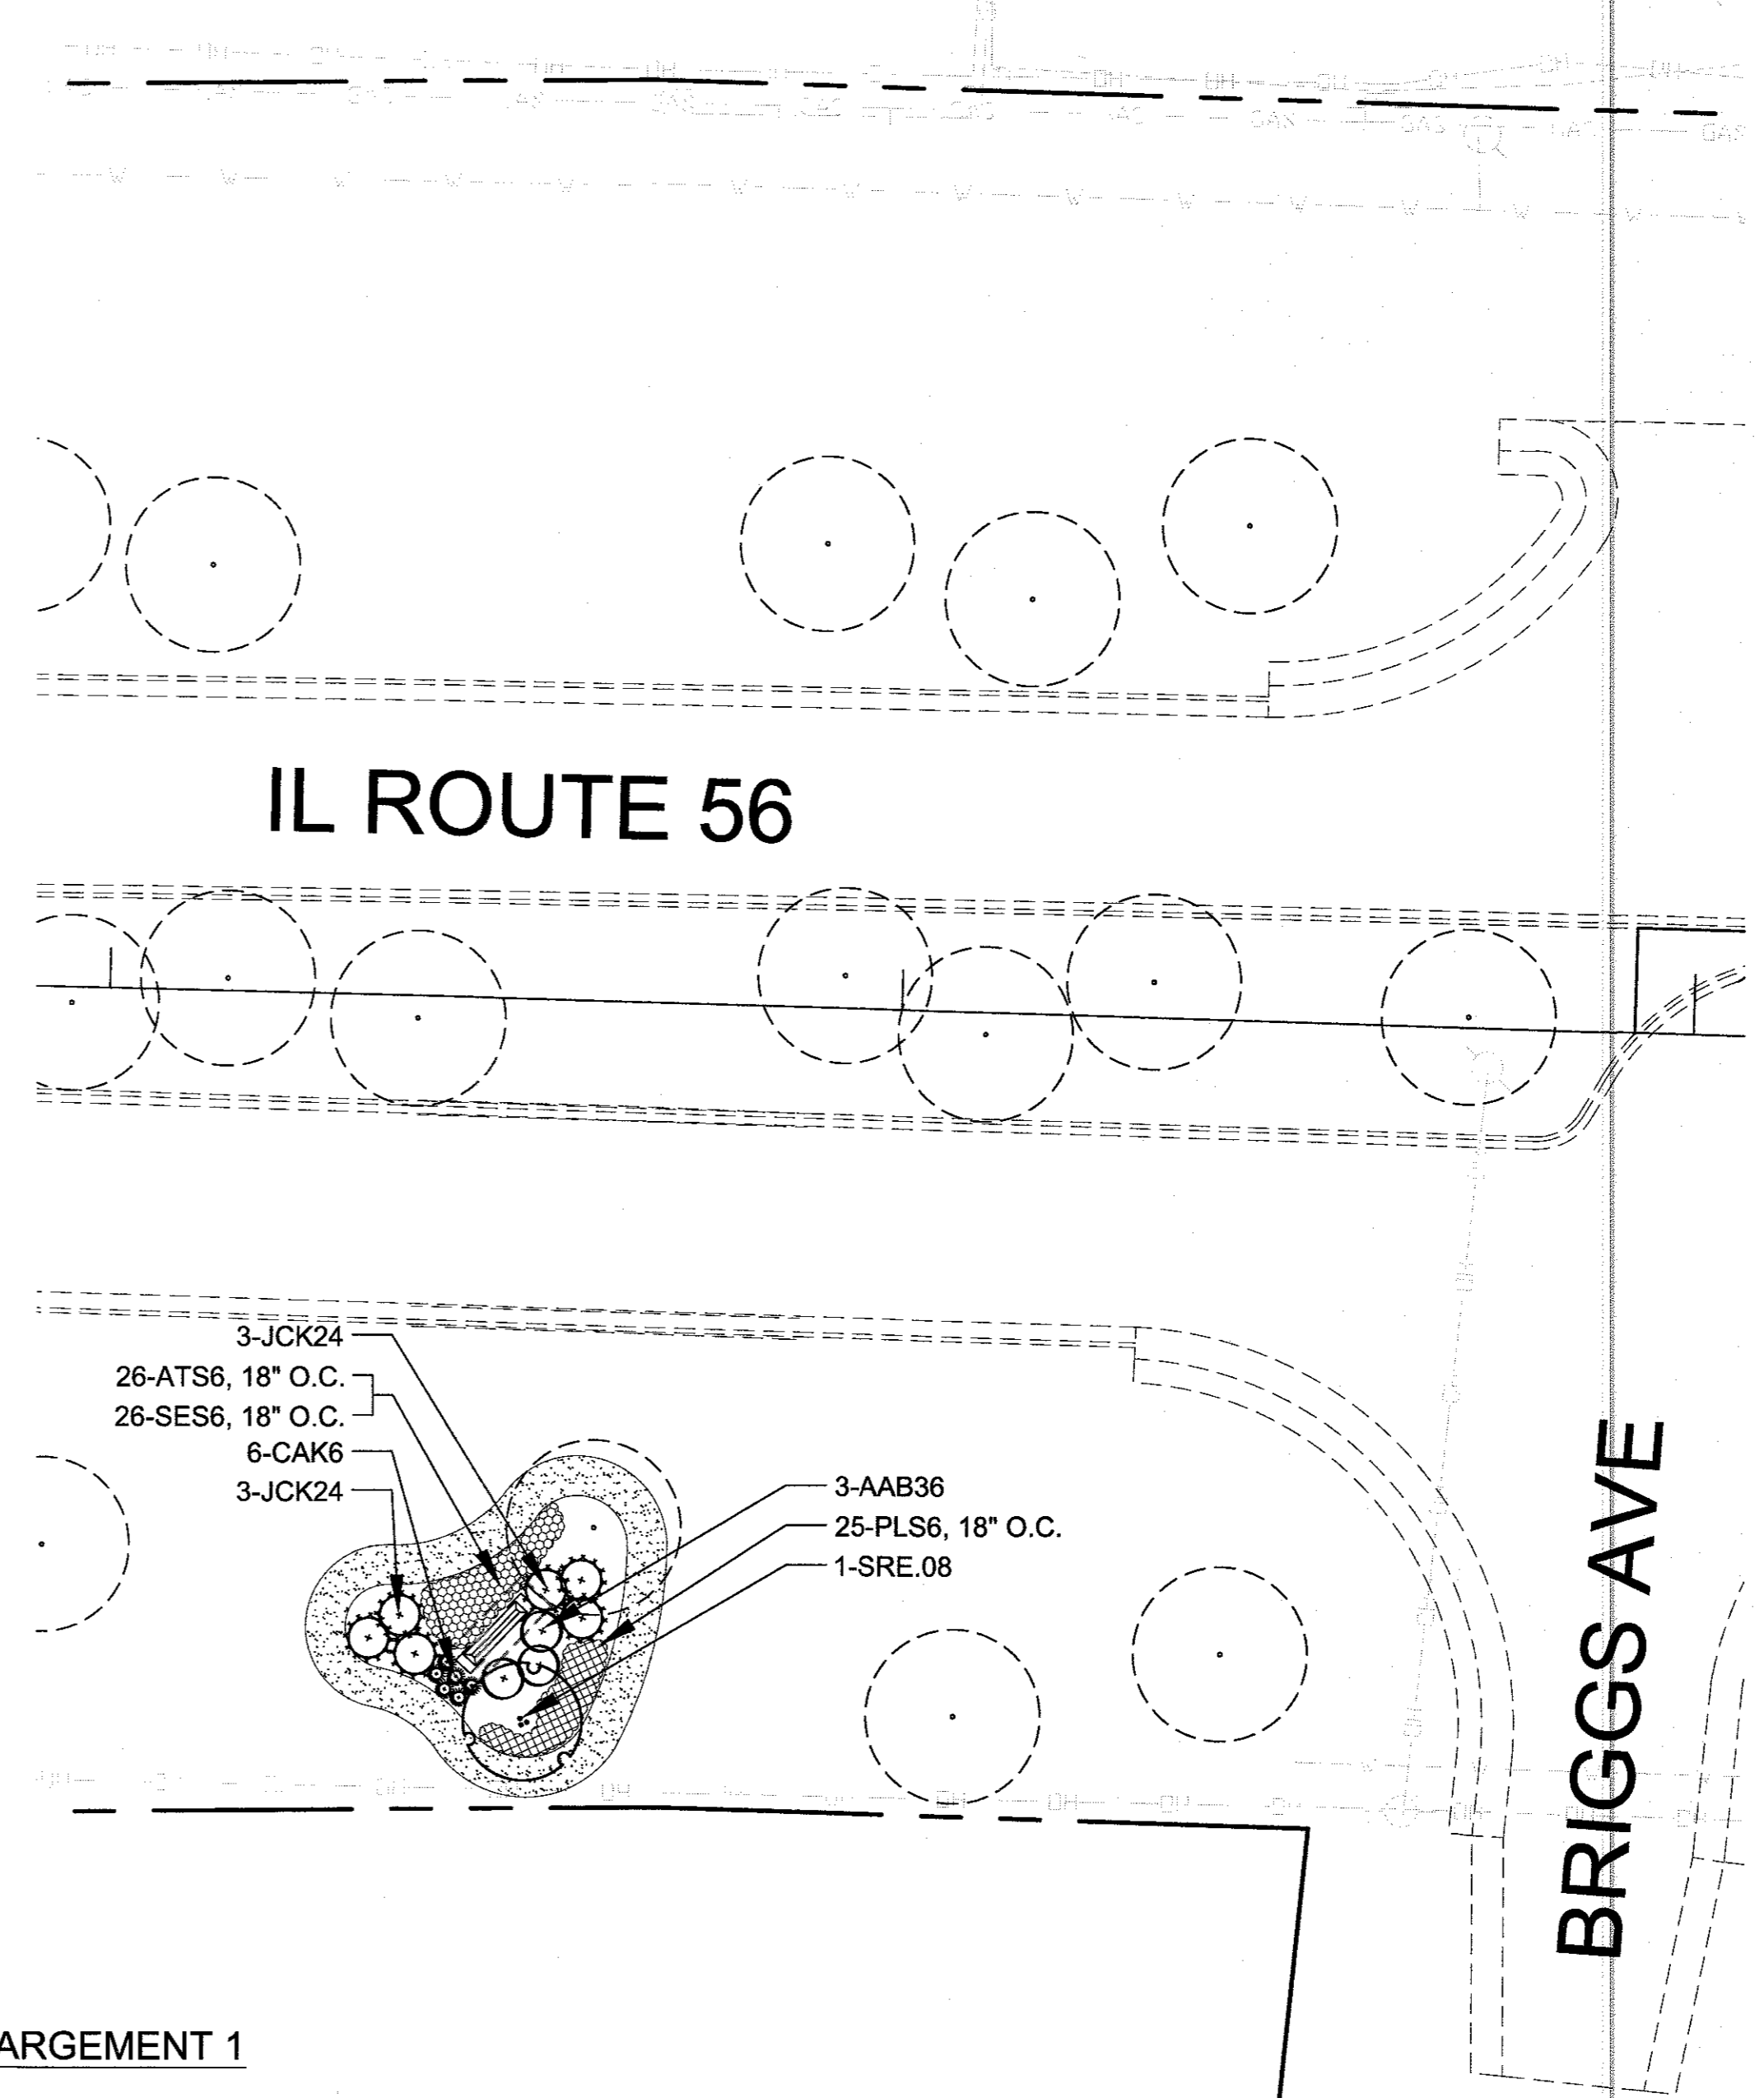 IL ROUTE 56
3-JCK24
26-ATS6, 18" O.C.
26-SES6, 18" O.C.
6-CAK6
3-JCK24
3-AAB36
25-PLS6, 18" O.C.
1-SRE.08
BRIGGS AVE
ARGEMENT 1